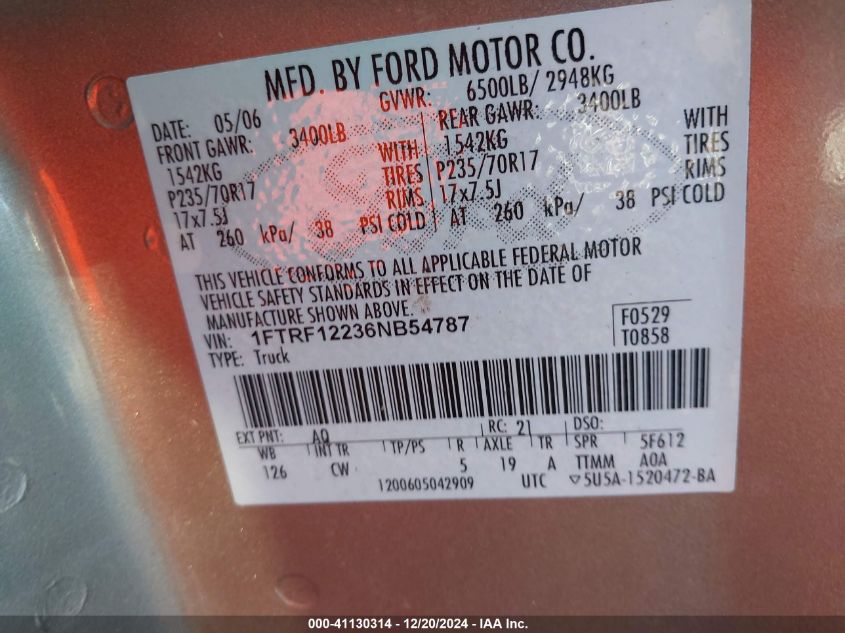 MFD. BY FORD MOTOR CO.
DATE: 05/06 GVWR: 6500LB/ 2948KG
FRONT GAWR: 3400LB REAR GAWR: 3400LB
1542KG WITH 1542KG WITH
P235/70R17 TIRES P235/70R17 TIRES
17x7.5J RIMS 17x7.5J RIMS
AT 260 kPa/ 38 PSI COLD AT 260 kPa/ 38 PSI COLD
THIS VEHICLE CONFORMS TO ALL APPLICABLE FEDERAL MOTOR
VEHICLE SAFETY STANDARDS IN EFFECT ON THE DATE OF
MANUFACTURE SHOWN ABOVE.
VIN: 1FTRF12236NB54787 F0529
TYPE: Truck T0858
EXT PNT: AQ RC: 21 DSO:
WB INT TR TP/PS R AXLE TR SPR 5F612
126 CW 5 19 A TTMM A0A
1200605042909 UTC 5U5A-1520472-BA
000-41130314 - 12/20/2024 - IAA Inc.